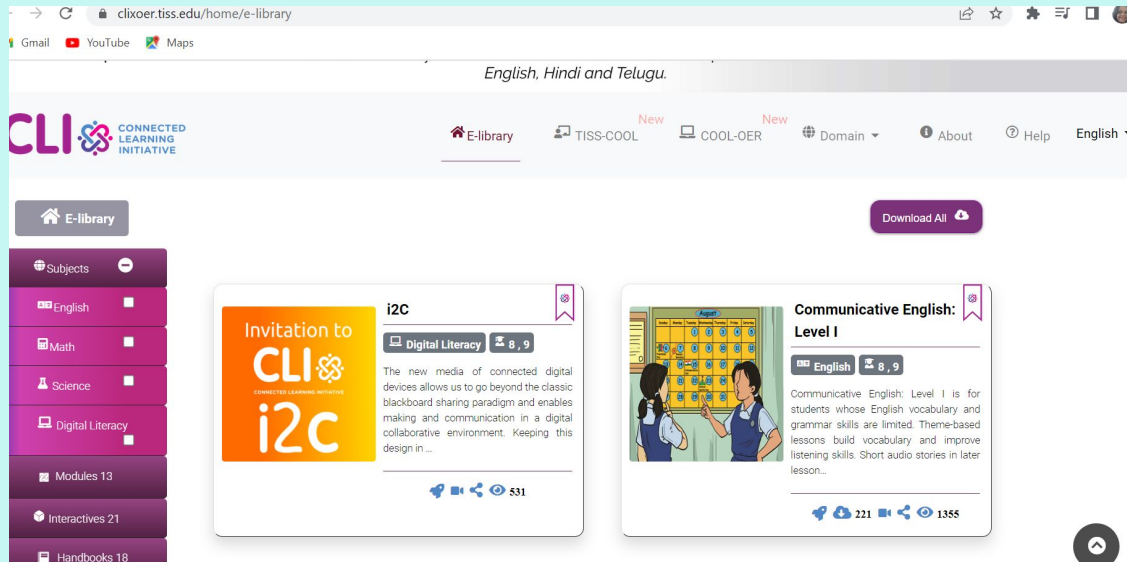 clixoer.tiss.edu/home/e-library
Gmail YouTube Maps
English, Hindi and Telugu.
CLI CONNECTED LEARNING INITIATIVE
E-library
New
TISS-COOL
New
COOL-OER
Domain
About
Help
English
E-library
Download All
Subjects
English
Math
Science
Digital Literacy
Modules 13
Interactives 21
Handbooks 18
Invitation to
CLI
CONNECTED LEARNING INITIATIVE
i2C
i2C
Digital Literacy 8 , 9
The new media of connected digital
devices allows us to go beyond the classic
blackboard sharing paradigm and enables
making and communication in a digital
collaborative environment. Keeping this
design in ...
531
August
Communicative English:
Level I
English 8 , 9
Communicative English: Level I is for
students whose English vocabulary and
grammar skills are limited. Theme-based
lessons build vocabulary and improve
listening skills. Short audio stories in later
lesson...
221 1355